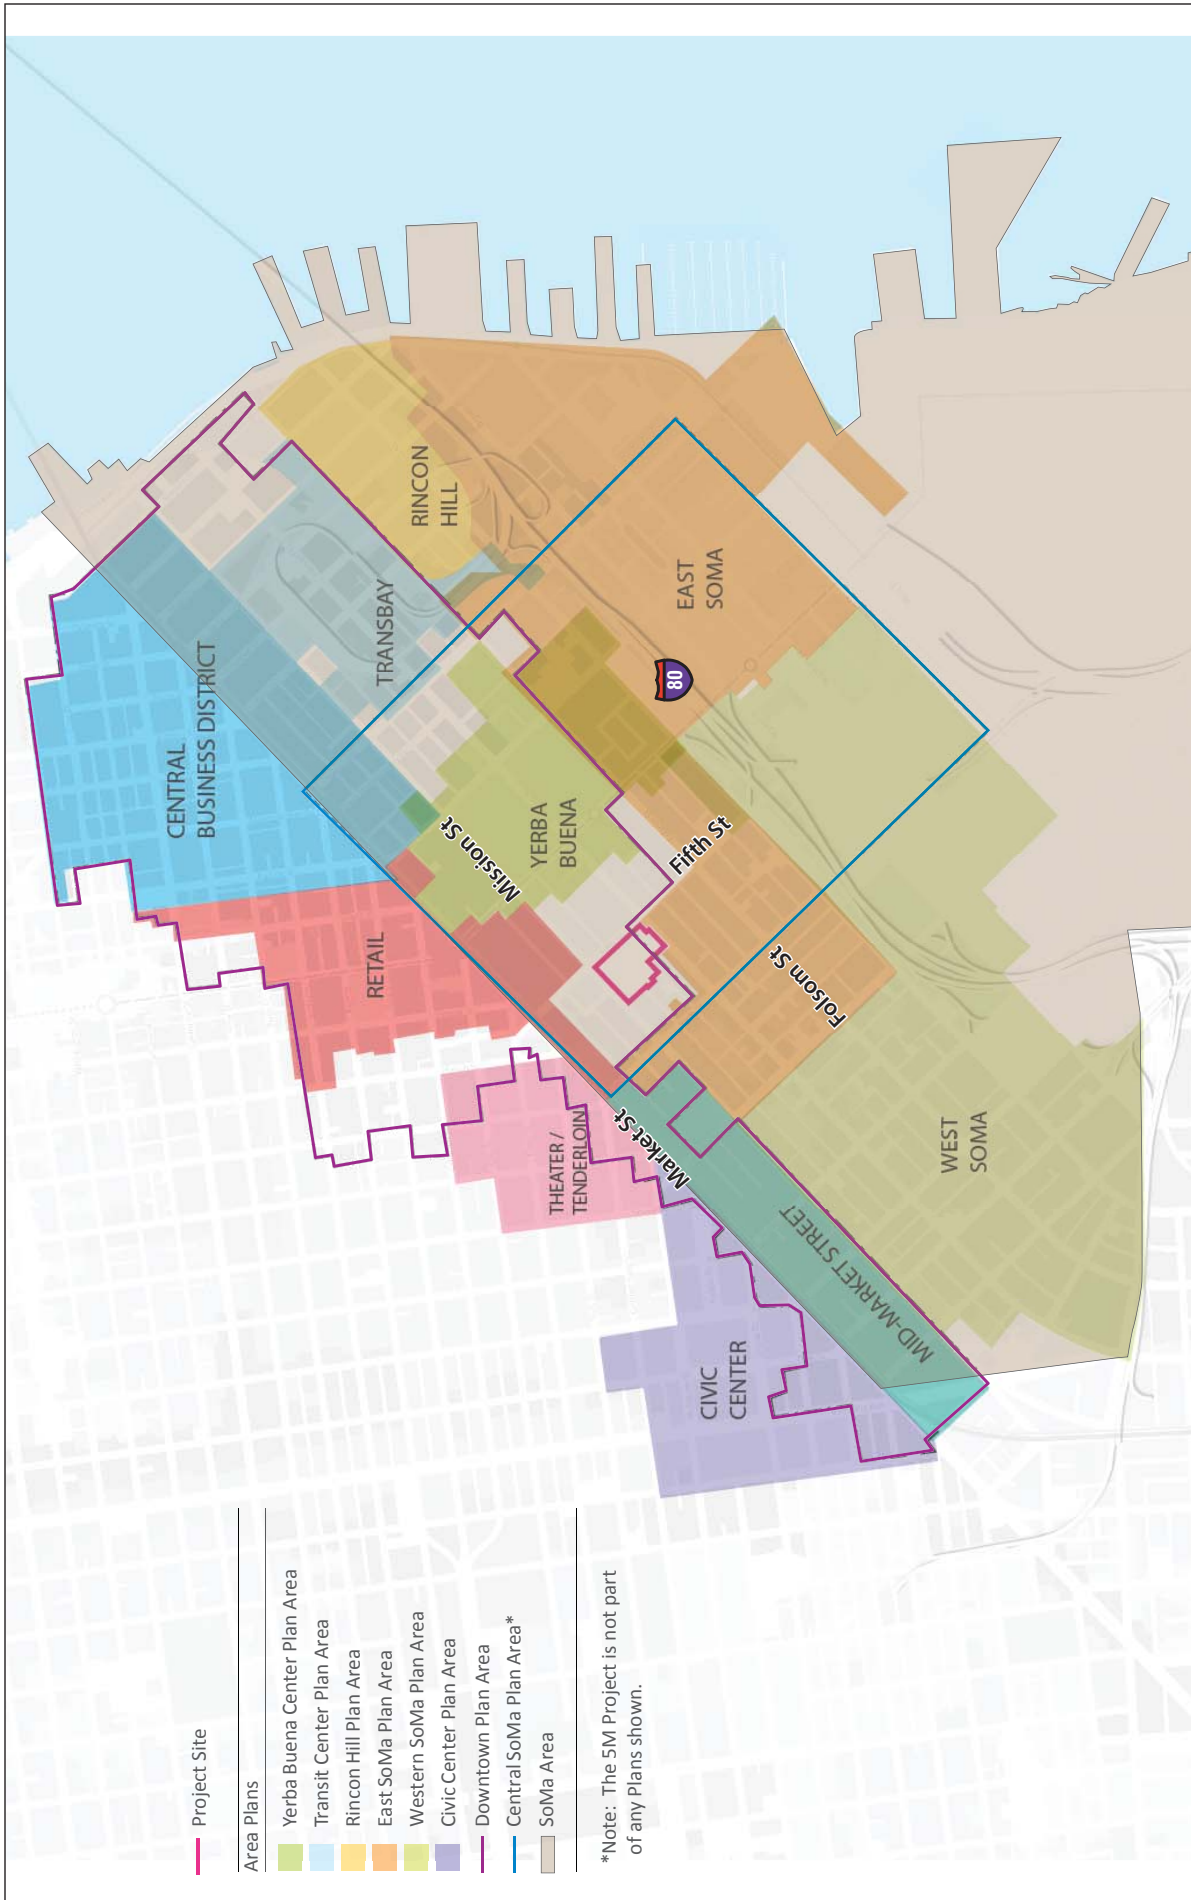 CENTRAL
BUSINESS DISTRICT
TRANSBAY
RINCON
HILL
RETAIL
Mission St
YERBA
BUENA
Fifth St
EAST
SOMA
80
THEATER /
TENDERLOIN
Market St
Folsom St
CIVIC
CENTER
MID-MARKET STREET
WEST
SOMA
Project Site
Area Plans
Yerba Buena Center Plan Area
Transit Center Plan Area
Rincon Hill Plan Area
East SoMa Plan Area
Western SoMa Plan Area
Civic Center Plan Area
Downtown Plan Area
Central SoMa Plan Area*
SoMa Area
*Note: The 5M Project is not part
of any Plans shown.